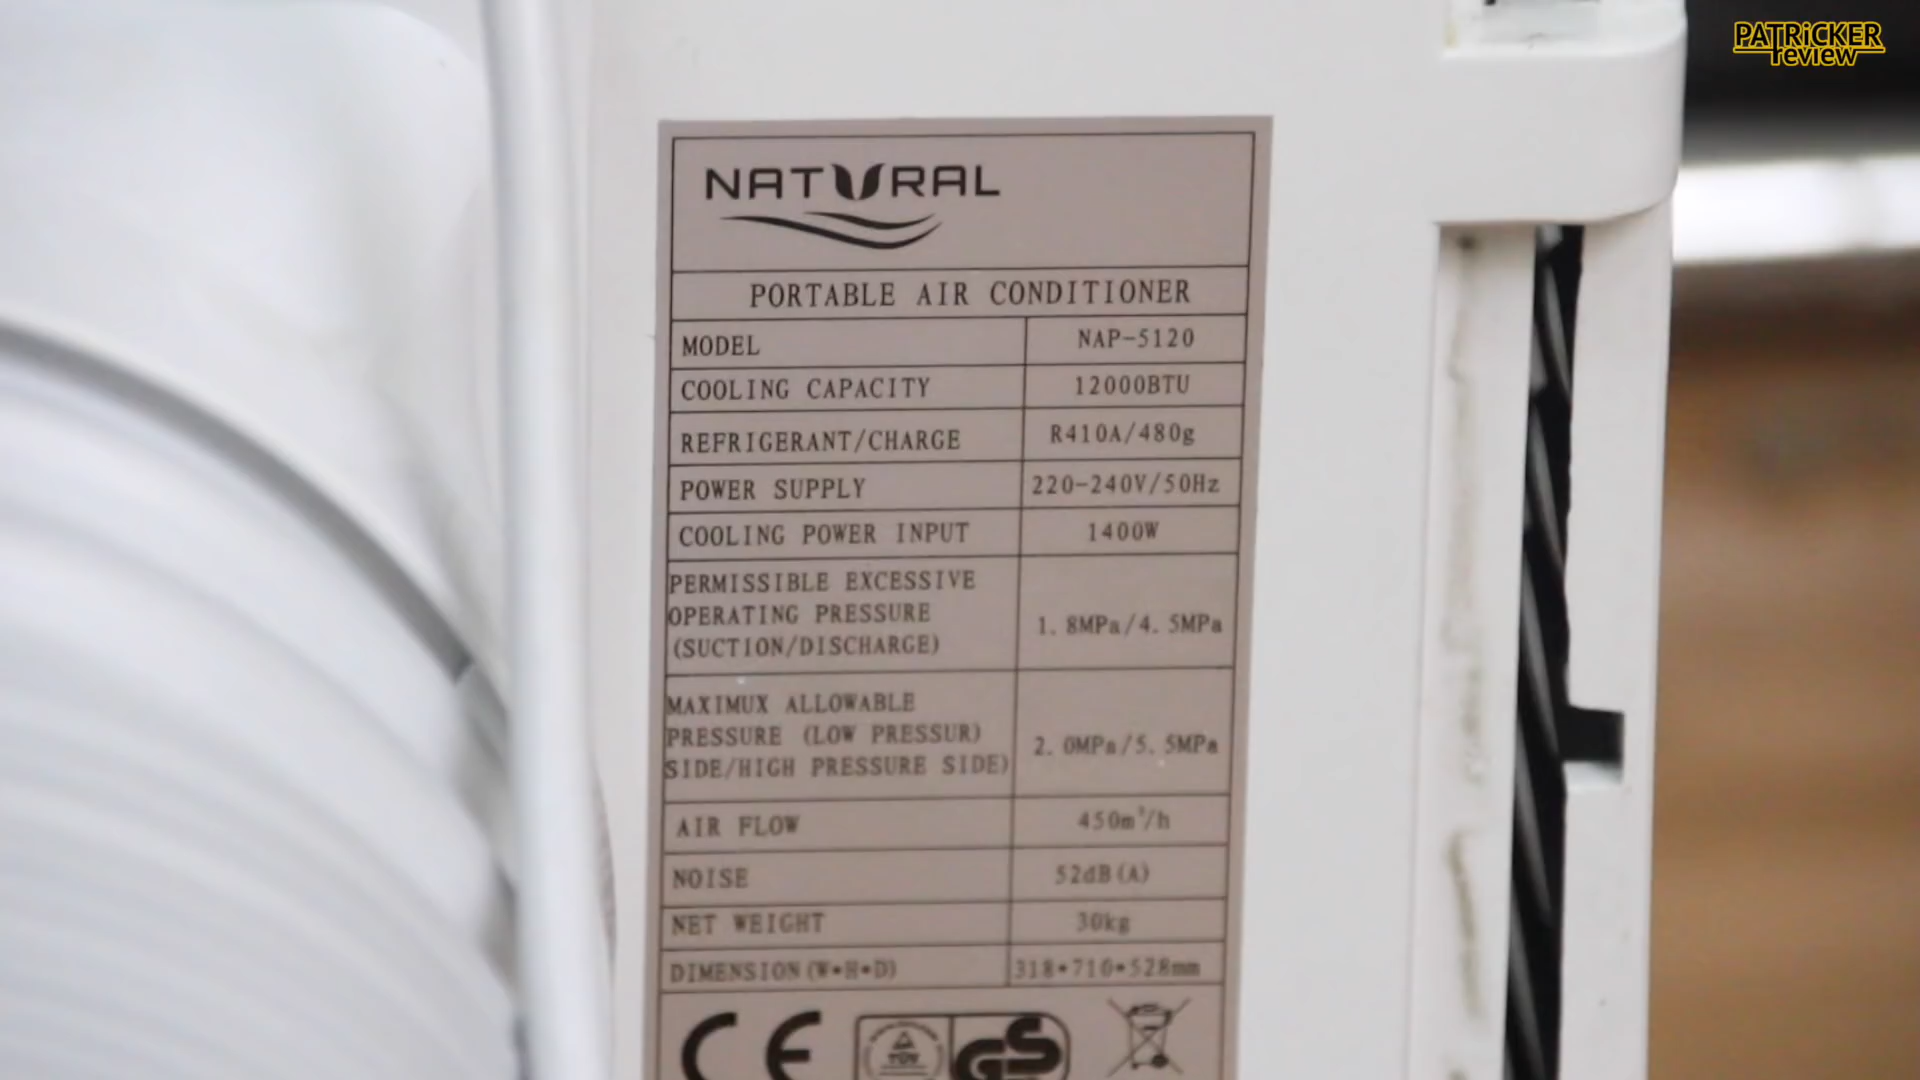 PATRiCKER
review
NATURAL
PORTABLE AIR CONDITIONER
MODEL NAP-5120
COOLING CAPACITY 12000BTU
REFRIGERANT/CHARGE R410A/480g
POWER SUPPLY 220-240V/50Hz
COOLING POWER INPUT 1400W
PERMISSIBLE EXCESSIVE
OPERATING PRESSURE
(SUCTION/DISCHARGE) 1.8MPa/4.5MPa
MAXIMUX ALLOWABLE
PRESSURE (LOW PRESSUR)
SIDE/HIGH PRESSURE SIDE) 2.0MPa/5.5MPa
AIR FLOW 450m³/h
NOISE 52dB(A)
NET WEIGHT 30kg
DIMENSION(W*H*D) 318*710*528mm
CE TÜV GS